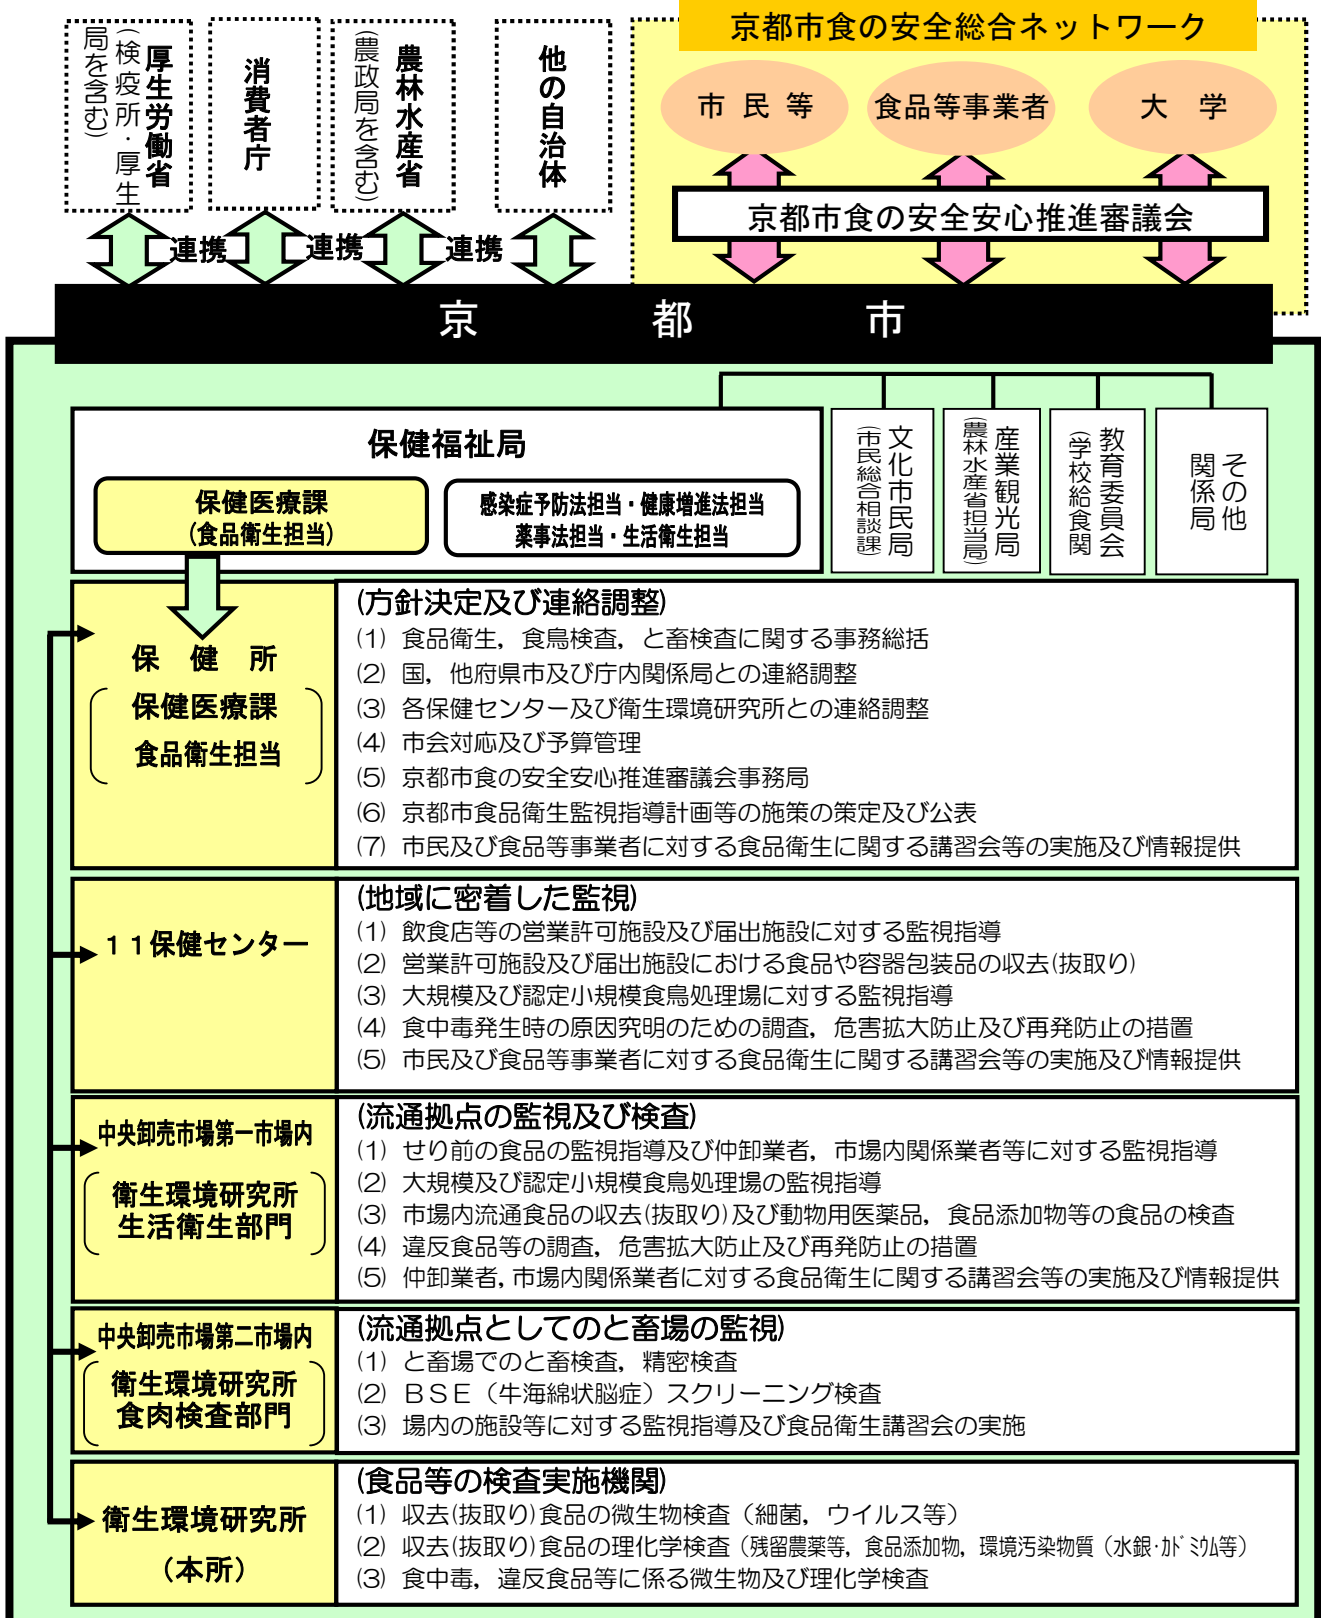 京都市食の安全総合ネットワーク
厚生労働省
(検疫所・厚生
局を含む)
消費者庁
農林水産省
(農政局を含む)
他の自治体
市民等
食品等事業者
大学
京都市食の安全安心推進審議会
連携
連携
連携
京都市
保健福祉局
保健医療課
(食品衛生担当)
感染症予防法担当・健康増進法担当
薬事法担当・生活衛生担当
文化市民局
(市民総合相談課)
産業観光局
(農林水産省担当局)
教育委員会
(学校給食関
その他
関係局
保健所
保健医療課
食品衛生担当
(方針決定及び連絡調整)
(1) 食品衛生，食鳥検査，と畜検査に関する事務総括
(2) 国，他府県市及び庁内関係局との連絡調整
(3) 各保健センター及び衛生環境研究所との連絡調整
(4) 市会対応及び予算管理
(5) 京都市食の安全安心推進審議会事務局
(6) 京都市食品衛生監視指導計画等の施策の策定及び公表
(7) 市民及び食品等事業者に対する食品衛生に関する講習会等の実施及び情報提供
１１保健センター
(地域に密着した監視)
(1) 飲食店等の営業許可施設及び届出施設に対する監視指導
(2) 営業許可施設及び届出施設における食品や容器包装品の収去(抜取り)
(3) 大規模及び認定小規模食鳥処理場に対する監視指導
(4) 食中毒発生時の原因究明のための調査，危害拡大防止及び再発防止の措置
(5) 市民及び食品等事業者に対する食品衛生に関する講習会等の実施及び情報提供
中央卸売市場第一市場内
衛生環境研究所
生活衛生部門
(流通拠点の監視及び検査)
(1) せり前の食品の監視指導及び仲卸業者，市場内関係業者等に対する監視指導
(2) 大規模及び認定小規模食鳥処理場の監視指導
(3) 市場内流通食品の収去(抜取り)及び動物用医薬品，食品添加物等の食品の検査
(4) 違反食品等の調査，危害拡大防止及び再発防止の措置
(5) 仲卸業者，市場内関係業者に対する食品衛生に関する講習会等の実施及び情報提供
中央卸売市場第二市場内
衛生環境研究所
食肉検査部門
(流通拠点としてのと畜場の監視)
(1) と畜場でのと畜検査，精密検査
(2) ＢＳＥ（牛海綿状脳症）スクリーニング検査
(3) 場内の施設等に対する監視指導及び食品衛生講習会の実施
衛生環境研究所
（本所）
(食品等の検査実施機関)
(1) 収去(抜取り)食品の微生物検査（細菌，ウイルス等）
(2) 収去(抜取り)食品の理化学検査（残留農薬等，食品添加物，環境汚染物質（水銀・ｶﾄﾞﾐｳﾑ等）
(3) 食中毒，違反食品等に係る微生物及び理化学検査